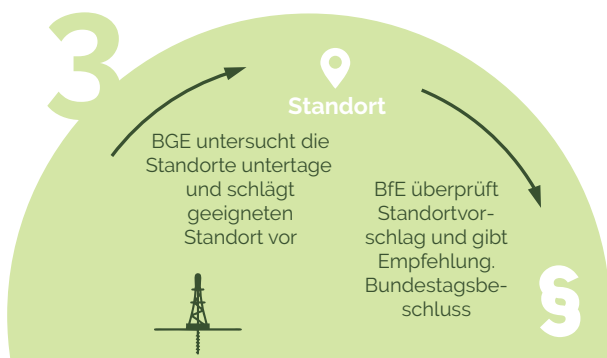 3
Standort
BGE untersucht die
Standorte untertage
und schlägt
geeigneten
Standort vor
BfE überprüft
Standortvor-
schlag und gibt
Empfehlung.
Bundestagsbe-
schluss
§